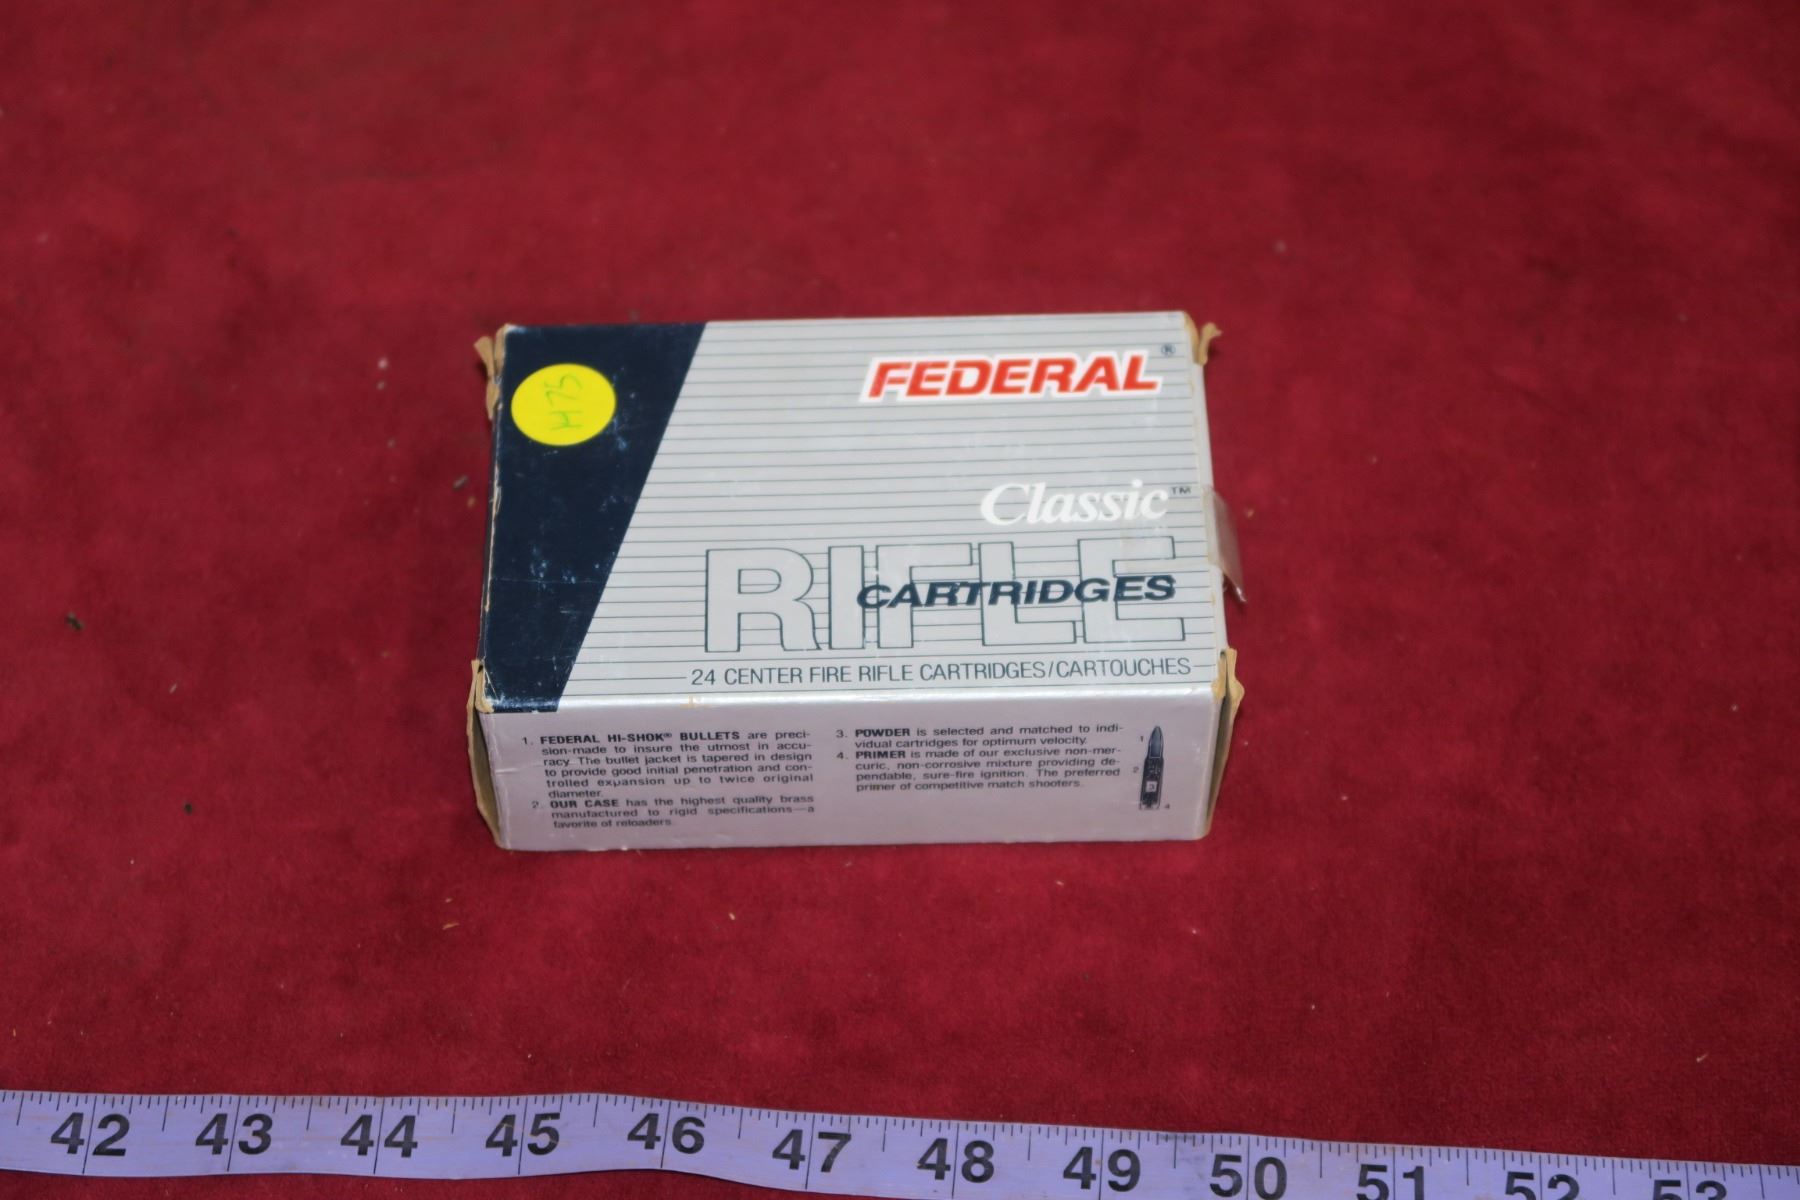 H75
FEDERAL®
Classic™
RIFLE
CARTRIDGES
24 CENTER FIRE RIFLE CARTRIDGES/CARTOUCHES
1. FEDERAL HI-SHOK® BULLETS are preci-
sion-made to insure the utmost in accu-
racy. The bullet jacket is tapered in design
to provide good initial penetration and con-
trolled expansion up to twice original
diameter.
2. OUR CASE has the highest quality brass
manufactured to rigid specifications—a
favorite of reloaders.
3. POWDER is selected and matched to indi-
vidual cartridges for optimum velocity.
4. PRIMER is made of our exclusive non-mer-
curic, non-corrosive mixture providing de-
pendable, sure-fire ignition. The preferred
primer of competitive match shooters.
1
2
3
4
42 43 44 45 46 47 48 49 50 51 52 53